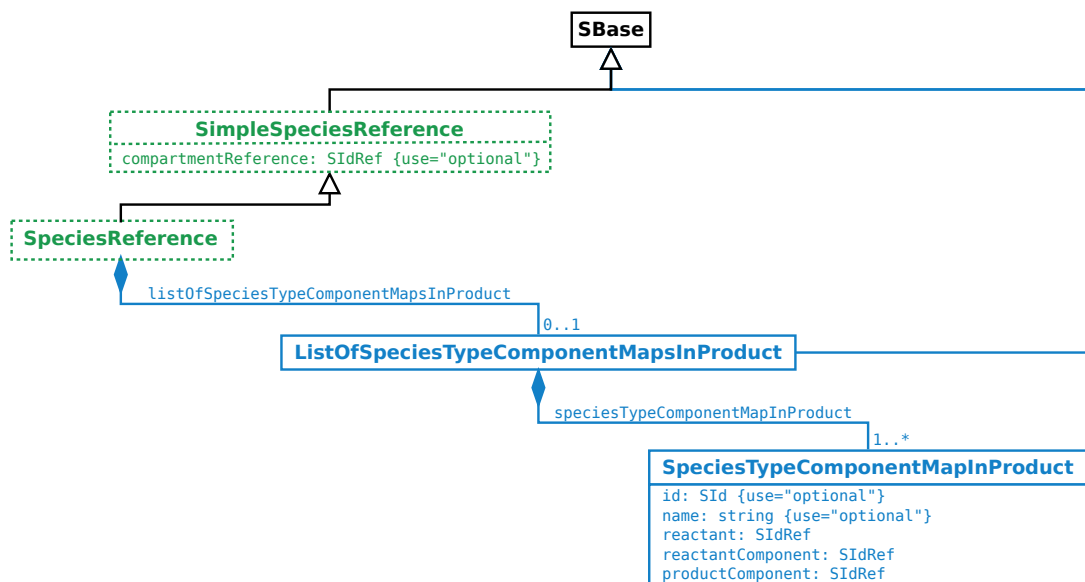 SBase
SimpleSpeciesReference
compartmentReference: SIdRef {use="optional"}
SpeciesReference
listOfSpeciesTypeComponentMapsInProduct
0..1
ListOfSpeciesTypeComponentMapsInProduct
speciesTypeComponentMapInProduct
1..*
SpeciesTypeComponentMapInProduct
id: SId {use="optional"}
name: string {use="optional"}
reactant: SIdRef
reactantComponent: SIdRef
productComponent: SIdRef